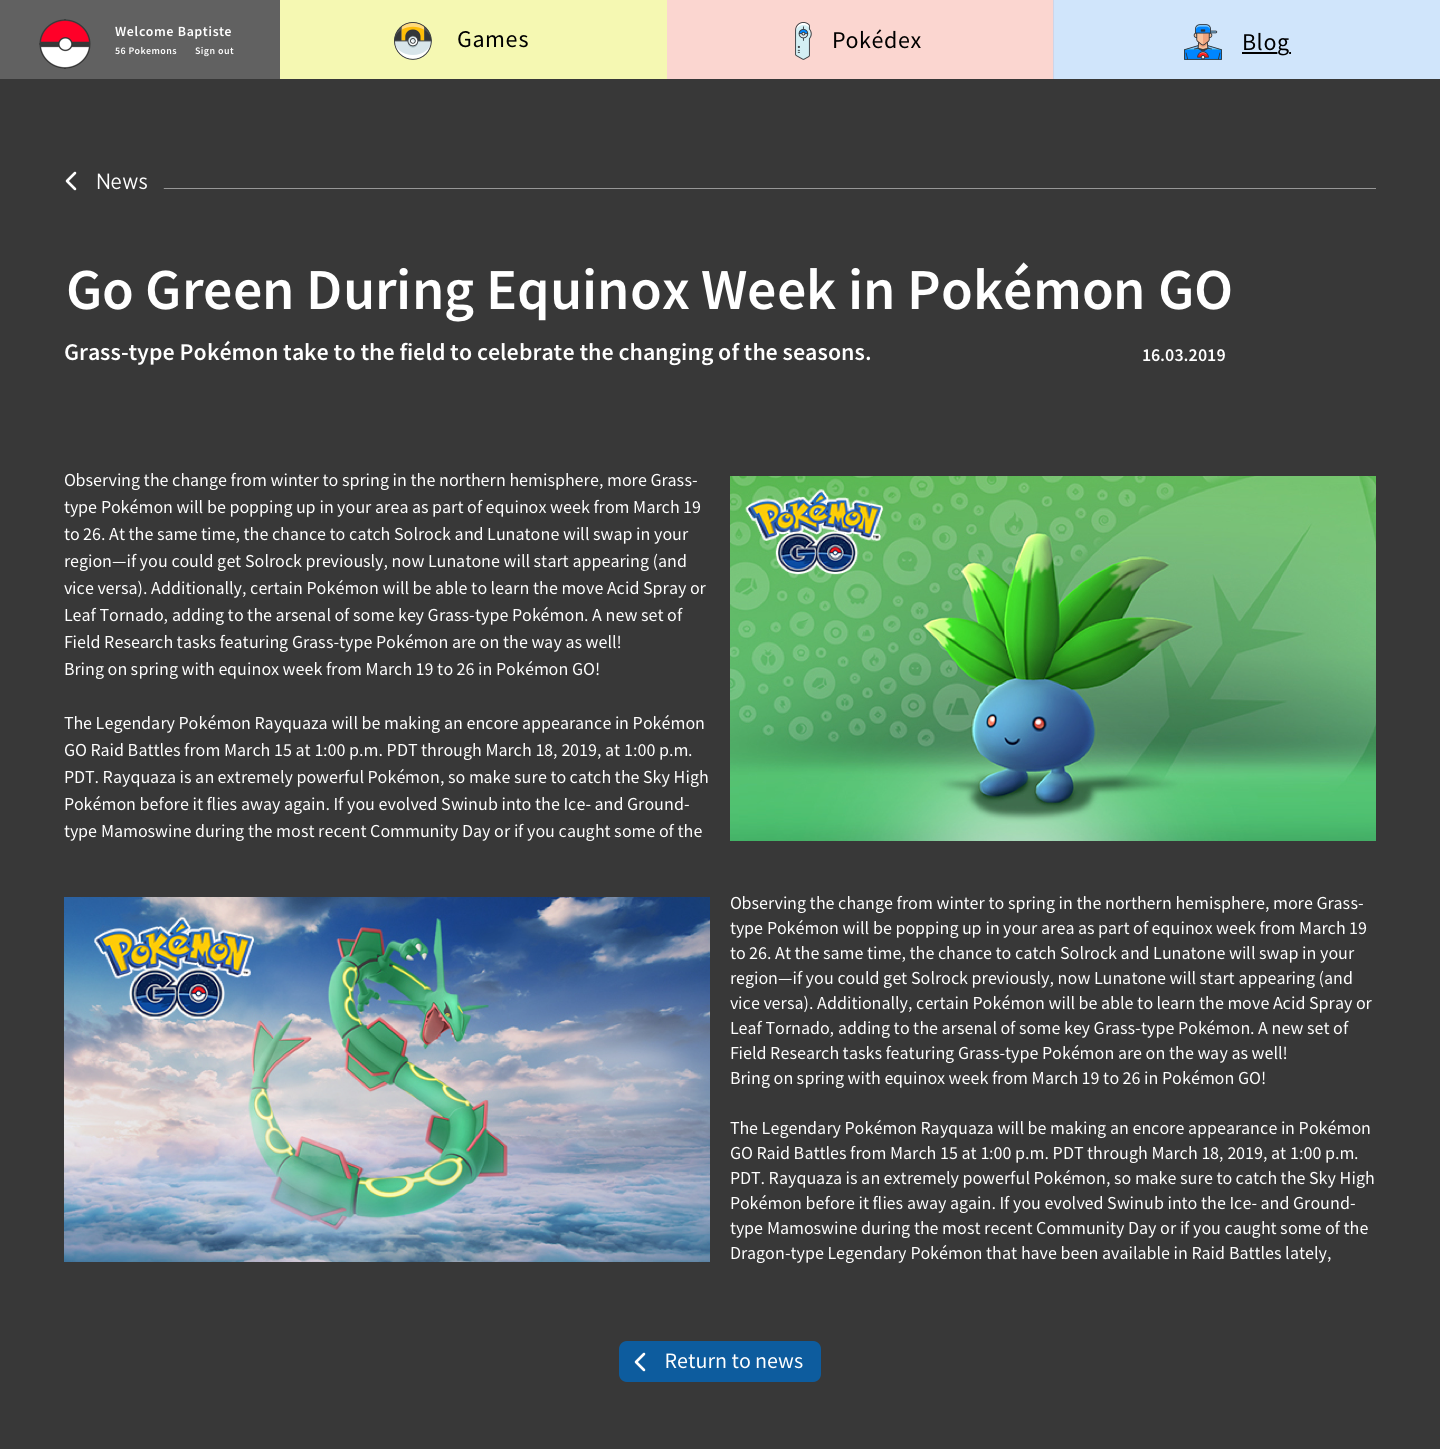 Welcome Baptiste
56 Pokemons Sign out
Games
Pokédex
Blog
News
Go Green During Equinox Week in Pokémon GO
Grass-type Pokémon take to the field to celebrate the changing of the seasons.
16.03.2019
Observing the change from winter to spring in the northern hemisphere, more Grass-
type Pokémon will be popping up in your area as part of equinox week from March 19
to 26. At the same time, the chance to catch Solrock and Lunatone will swap in your
region—if you could get Solrock previously, now Lunatone will start appearing (and
vice versa). Additionally, certain Pokémon will be able to learn the move Acid Spray or
Leaf Tornado, adding to the arsenal of some key Grass-type Pokémon. A new set of
Field Research tasks featuring Grass-type Pokémon are on the way as well!
Bring on spring with equinox week from March 19 to 26 in Pokémon GO!
The Legendary Pokémon Rayquaza will be making an encore appearance in Pokémon
GO Raid Battles from March 15 at 1:00 p.m. PDT through March 18, 2019, at 1:00 p.m.
PDT. Rayquaza is an extremely powerful Pokémon, so make sure to catch the Sky High
Pokémon before it flies away again. If you evolved Swinub into the Ice- and Ground-
type Mamoswine during the most recent Community Day or if you caught some of the
POKÉMON
GO
POKÉMON
GO
Observing the change from winter to spring in the northern hemisphere, more Grass-
type Pokémon will be popping up in your area as part of equinox week from March 19
to 26. At the same time, the chance to catch Solrock and Lunatone will swap in your
region—if you could get Solrock previously, now Lunatone will start appearing (and
vice versa). Additionally, certain Pokémon will be able to learn the move Acid Spray or
Leaf Tornado, adding to the arsenal of some key Grass-type Pokémon. A new set of
Field Research tasks featuring Grass-type Pokémon are on the way as well!
Bring on spring with equinox week from March 19 to 26 in Pokémon GO!
The Legendary Pokémon Rayquaza will be making an encore appearance in Pokémon
GO Raid Battles from March 15 at 1:00 p.m. PDT through March 18, 2019, at 1:00 p.m.
PDT. Rayquaza is an extremely powerful Pokémon, so make sure to catch the Sky High
Pokémon before it flies away again. If you evolved Swinub into the Ice- and Ground-
type Mamoswine during the most recent Community Day or if you caught some of the
Dragon-type Legendary Pokémon that have been available in Raid Battles lately,
Return to news